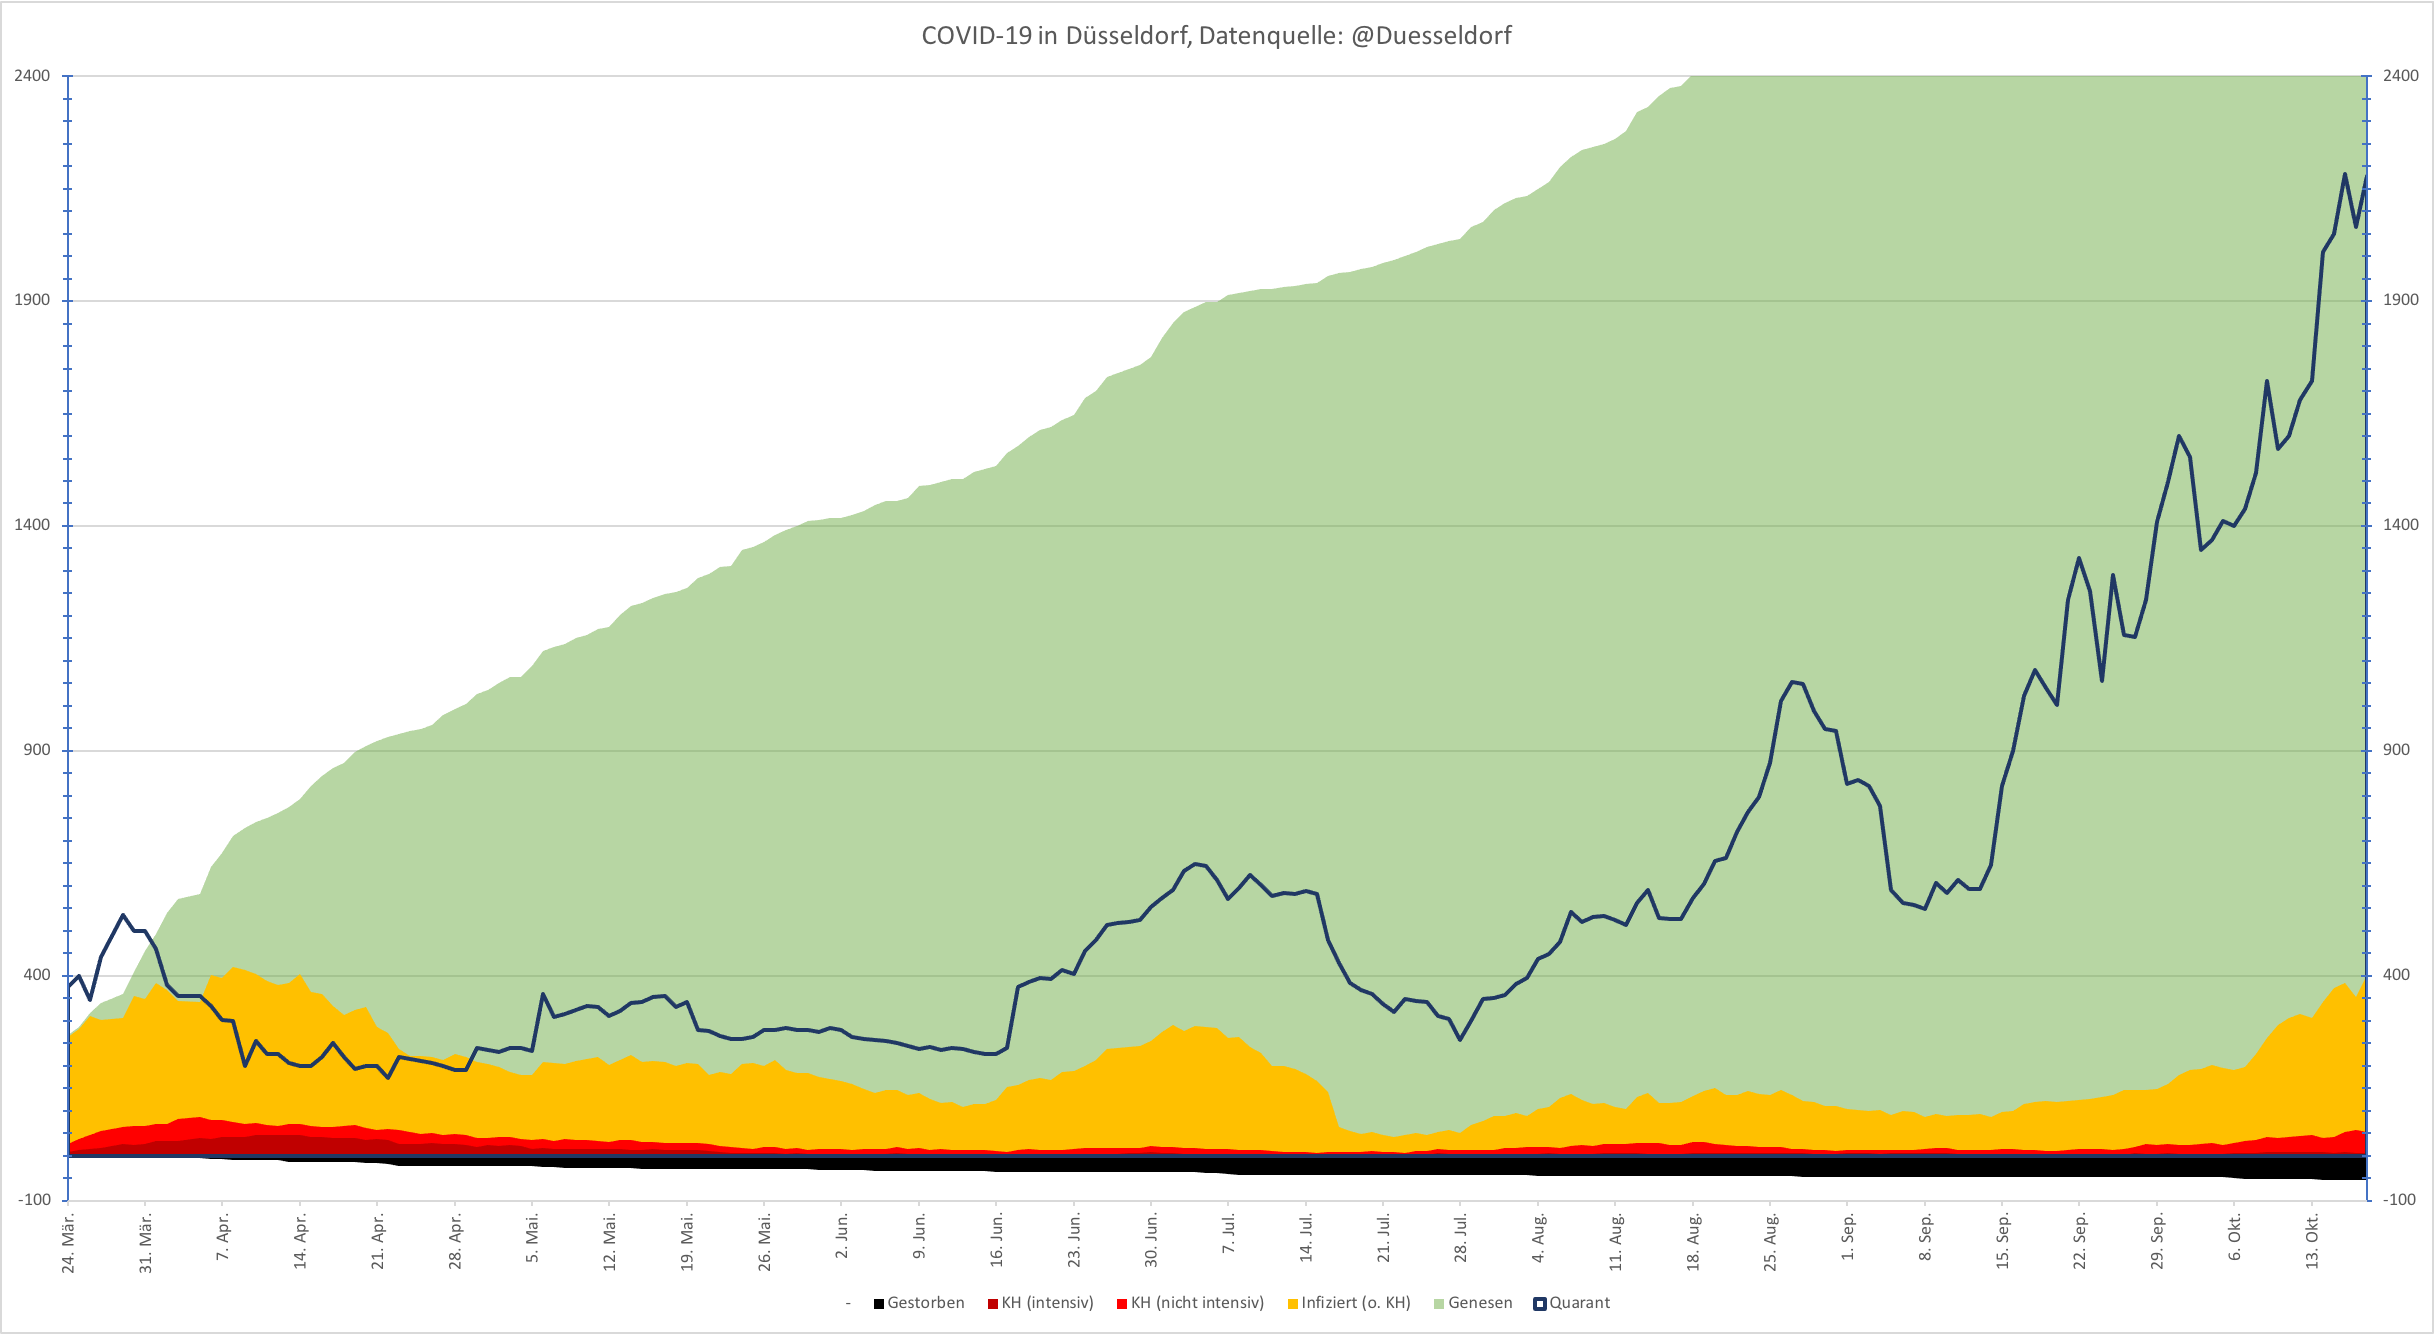 COVID-19 in Düsseldorf, Datenquelle: @Duesseldorf
2400 2400
1900 1900
1400 1400
900 900
400 400
-100 -100
24. Mär. 31. Mär. 7. Apr. 14. Apr. 21. Apr. 28. Apr. 5. Mai. 12. Mai. 19. Mai. 26. Mai. 2. Jun. 9. Jun. 16. Jun. 23. Jun. 30. Jun. 7. Jul. 14. Jul. 21. Jul. 28. Jul. 4. Aug. 11. Aug. 18. Aug. 25. Aug. 1. Sep. 8. Sep. 15. Sep. 22. Sep. 29. Sep. 6. Okt. 13. Okt.
- Gestorben KH (intensiv) KH (nicht intensiv) Infiziert (o. KH) Genesen Quarant